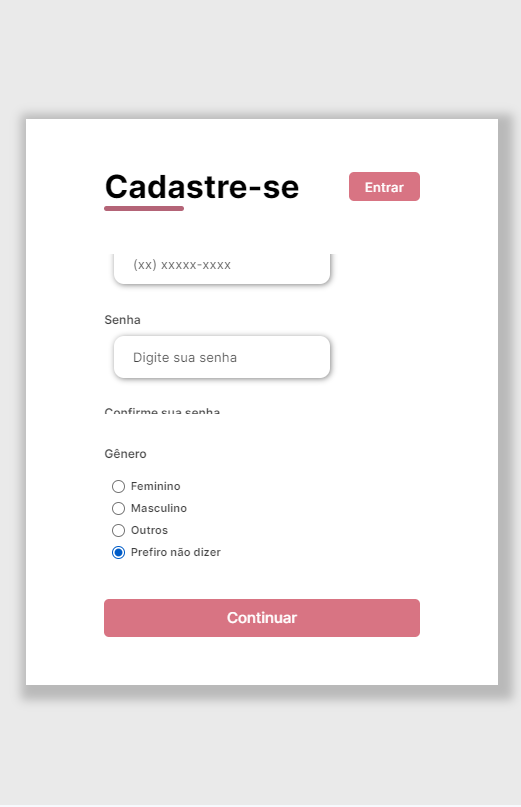 Cadastre-se
Entrar
(xx) xxxxx-xxxx
Senha
Digite sua senha
Confirme sua senha
Gênero
Feminino
Masculino
Outros
Prefiro não dizer
Continuar